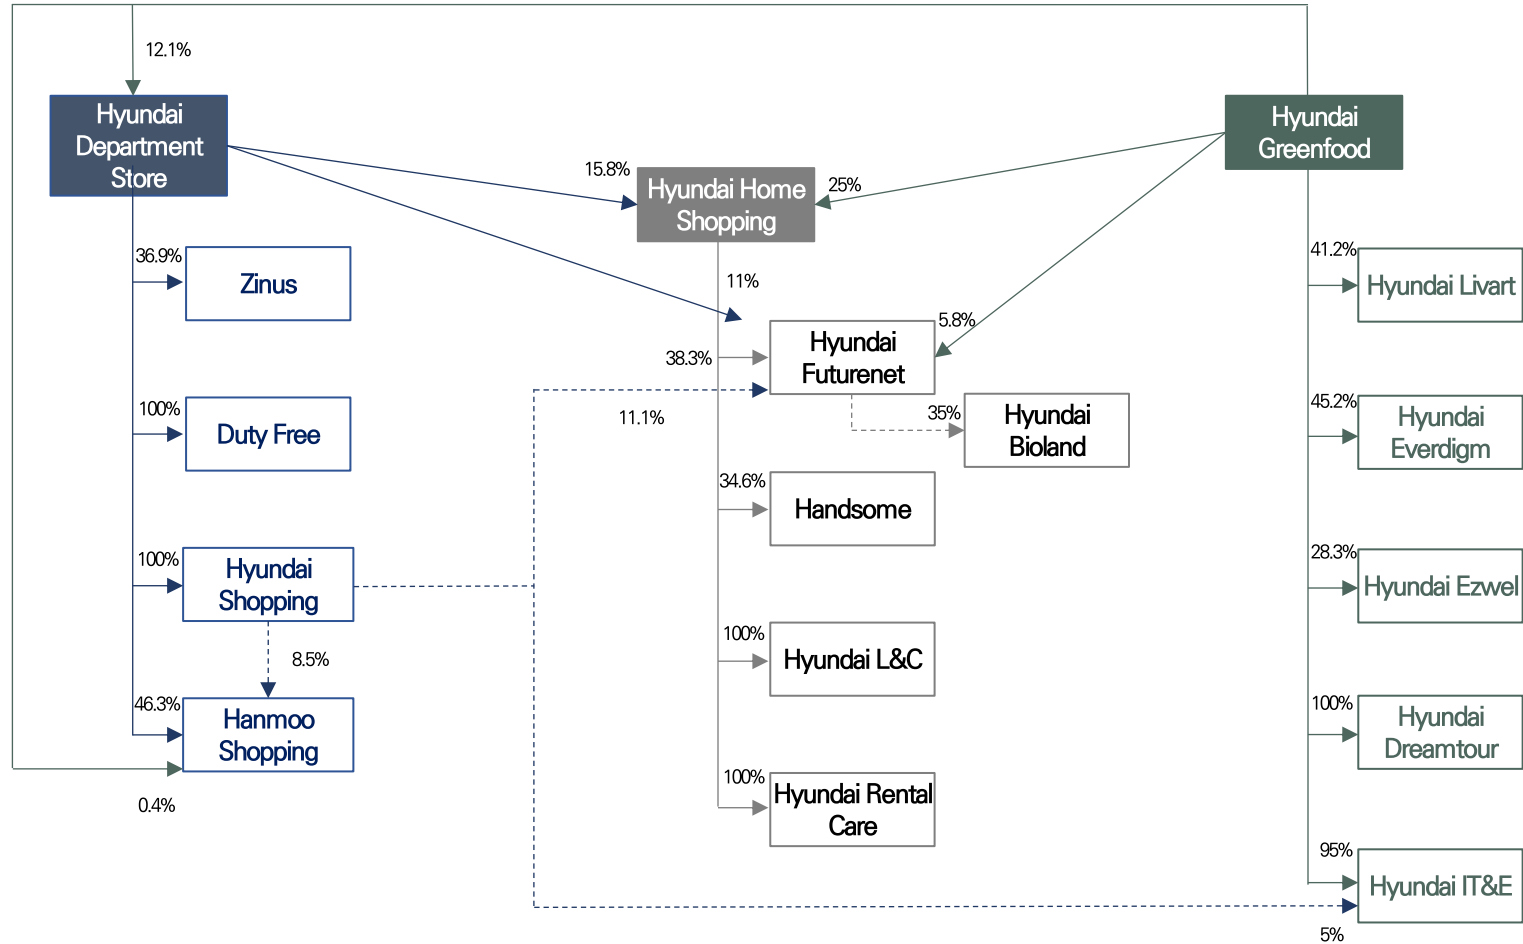 12.1%
Hyundai
Department
Store
Hyundai
Greenfood
15.8%
Hyundai Home
Shopping
25%
36.9%
Zinus
11%
41.2%
Hyundai Livart
5.8%
Hyundai
Futurenet
38.3%
11.1%
35%
Hyundai
Bioland
100%
Duty Free
45.2%
Hyundai
Everdigm
34.6%
Handsome
100%
Hyundai
Shopping
28.3%
Hyundai Ezwel
8.5%
100%
Hyundai L&C
46.3%
Hanmoo
Shopping
0.4%
100%
Hyundai
Dreamtour
100%
Hyundai Rental
Care
95%
Hyundai IT&E
5%